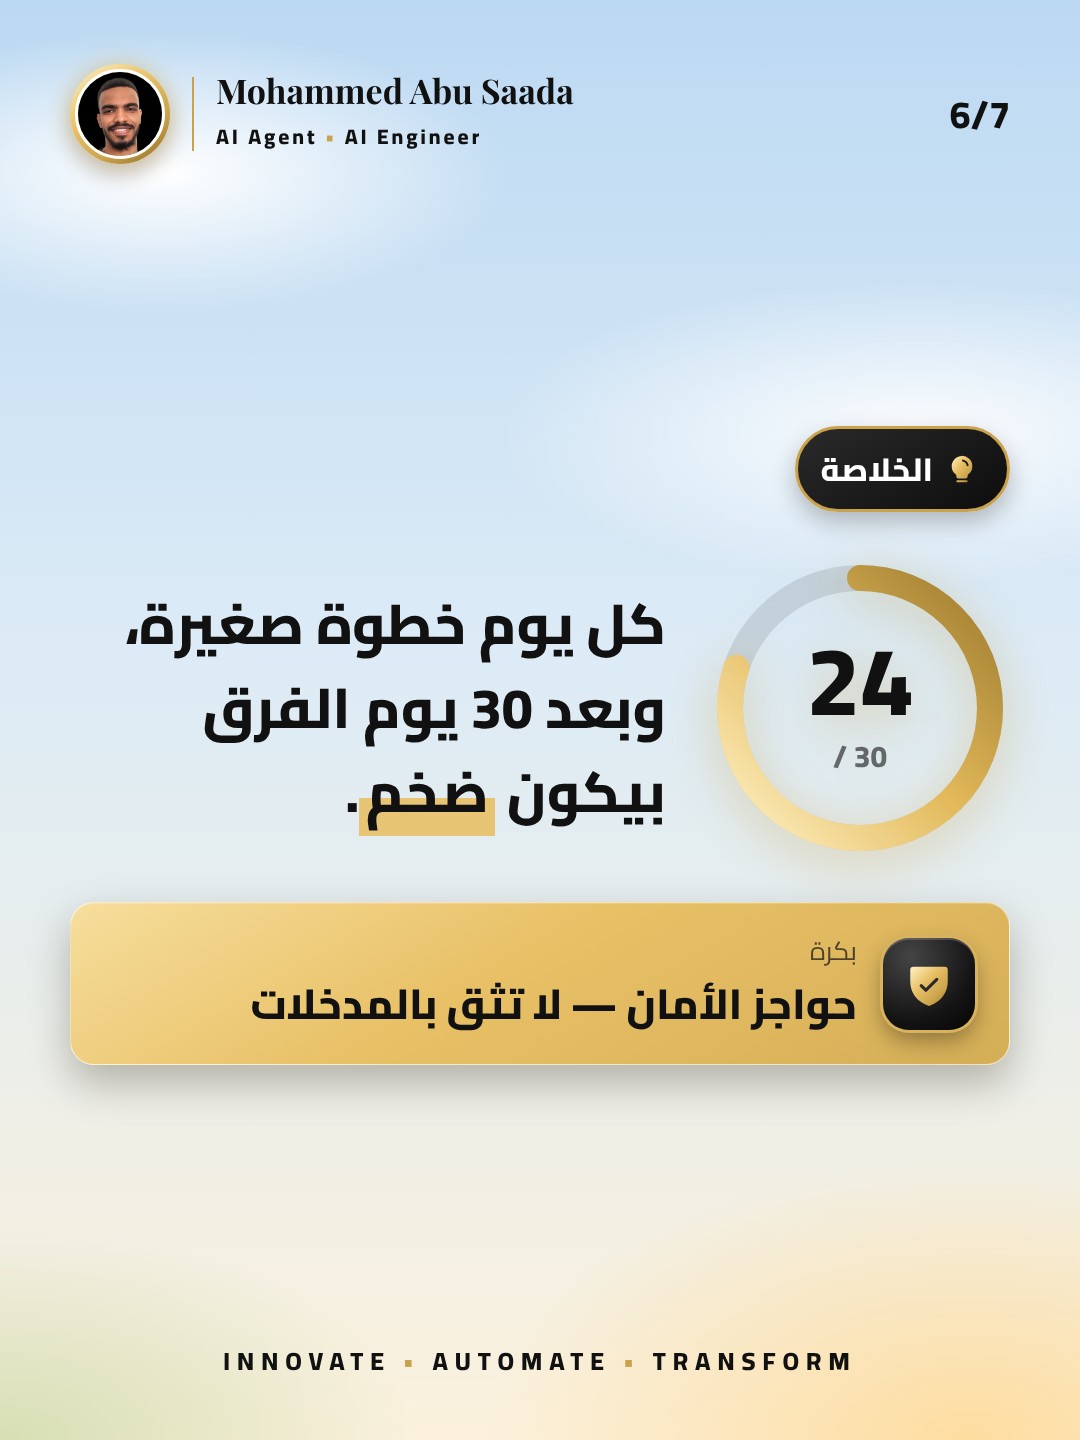 Mohammed Abu Saada
AI Agent ▪ AI Engineer
6/7
الخلاصة
24
/ 30
كل يوم خطوة صغيرة،
وبعد 30 يوم الفرق
بيكون ضخم.
بكرة
حواجز الأمان — لا تثق بالمدخلات
INNOVATE ▪ AUTOMATE ▪ TRANSFORM